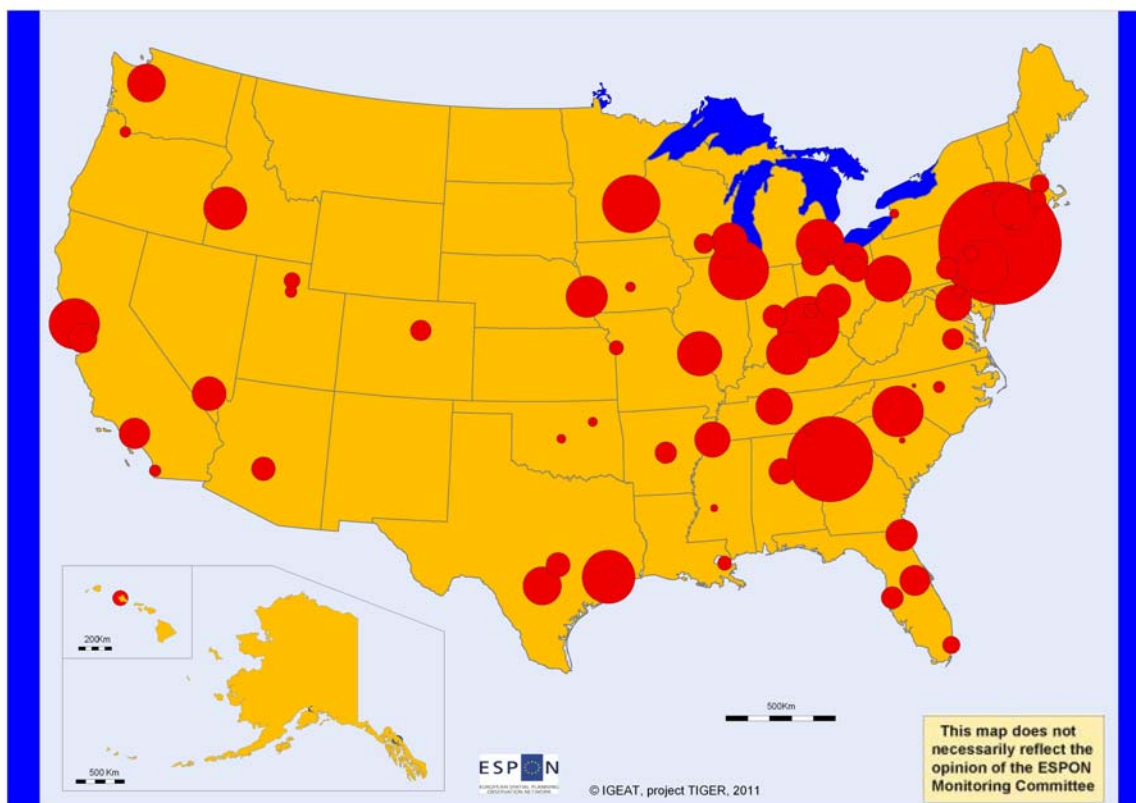 200Km
500 Km
500Km
ESPON
EUROPEAN SPATIAL PLANNING
OBSERVATION NETWORK
© IGEAT, project TIGER, 2011
This map does not
necessarily reflect the
opinion of the ESPON
Monitoring Committee